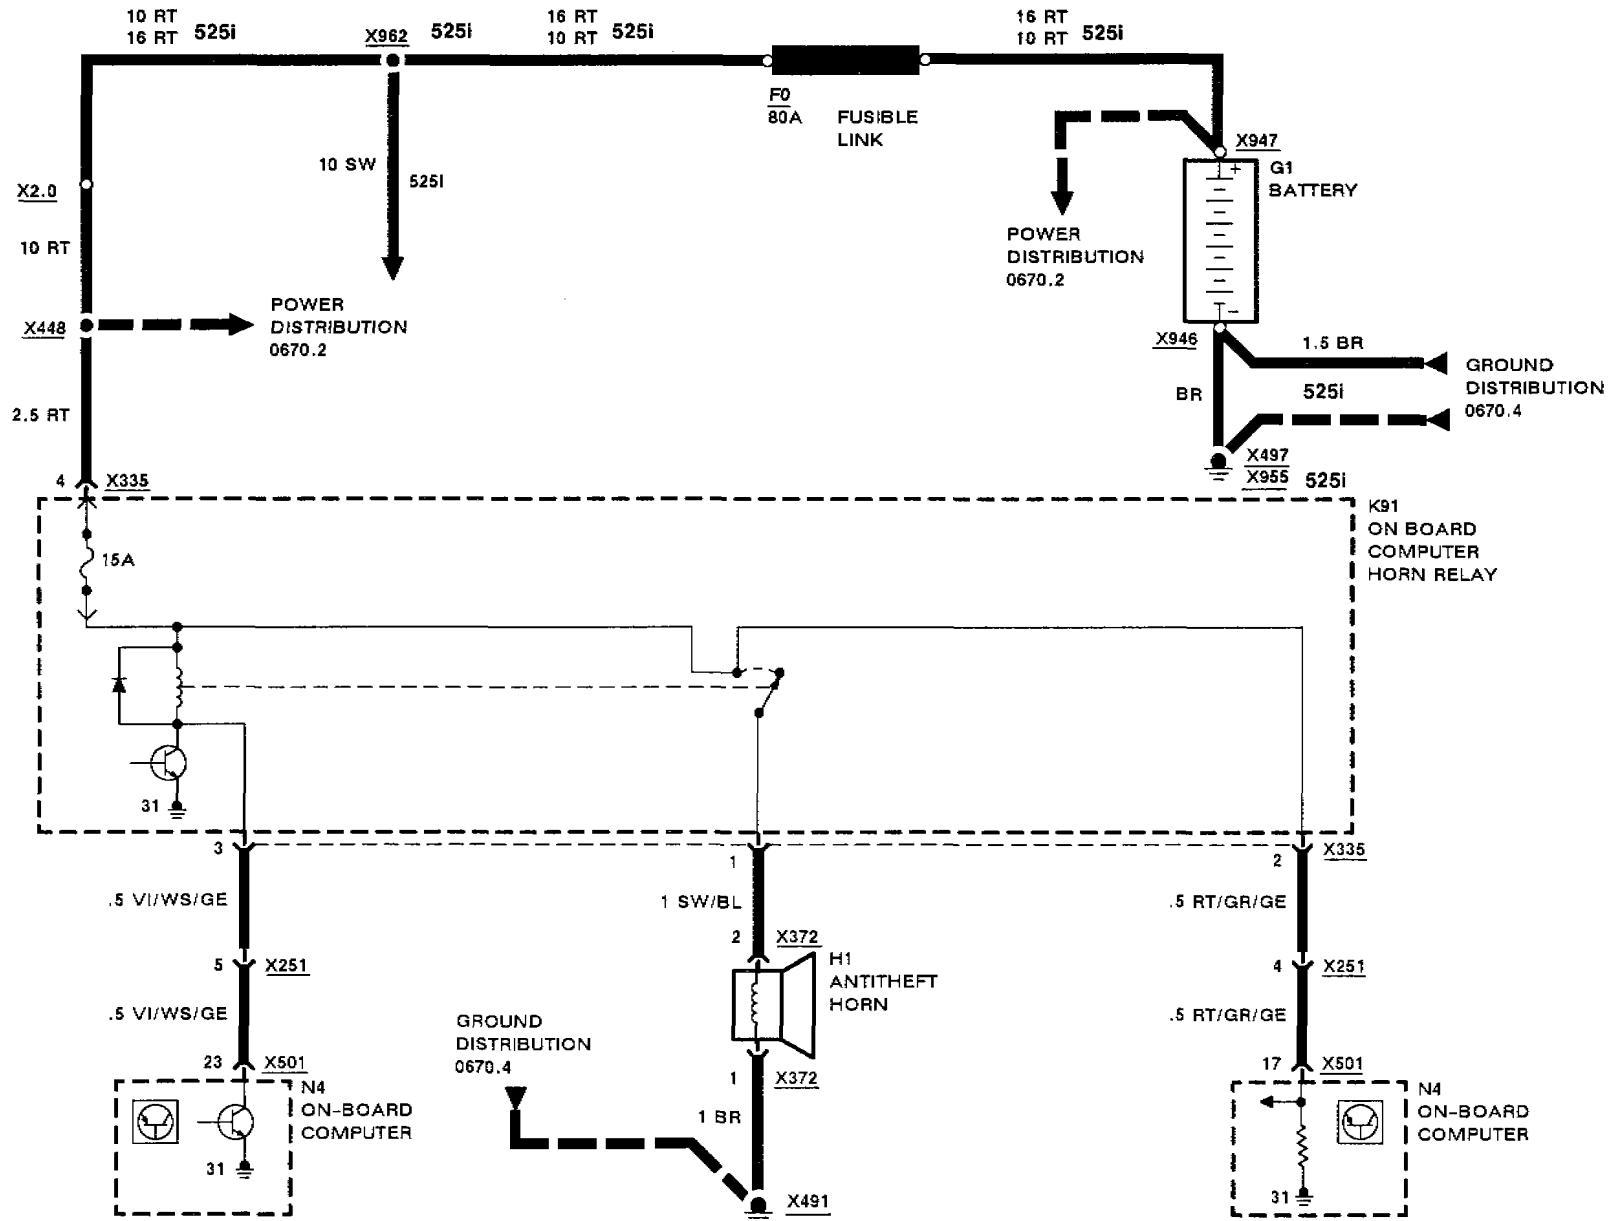 10 RT
16 RT
525i
X962
525i
16 RT
10 RT
525i
16 RT
10 RT
525i
F0
80A
FUSIBLE
LINK
X947
G1
BATTERY
+
10 SW
525I
X2.0
10 RT
POWER
DISTRIBUTION
0670.2
POWER
DISTRIBUTION
0670.2
X448
−
X946
1.5 BR
GROUND
DISTRIBUTION
0670.4
BR
525i
2.5 RT
X497
X955
525i
4
X335
K91
ON BOARD
COMPUTER
HORN RELAY
15A
31
3
1
2
X335
.5 VI/WS/GE
1 SW/BL
.5 RT/GR/GE
2
X372
H1
ANTITHEFT
HORN
5
X251
4
X251
.5 VI/WS/GE
.5 RT/GR/GE
GROUND
DISTRIBUTION
0670.4
23
X501
1
X372
17
X501
N4
ON-BOARD
COMPUTER
1 BR
N4
ON-BOARD
COMPUTER
31
X491
31